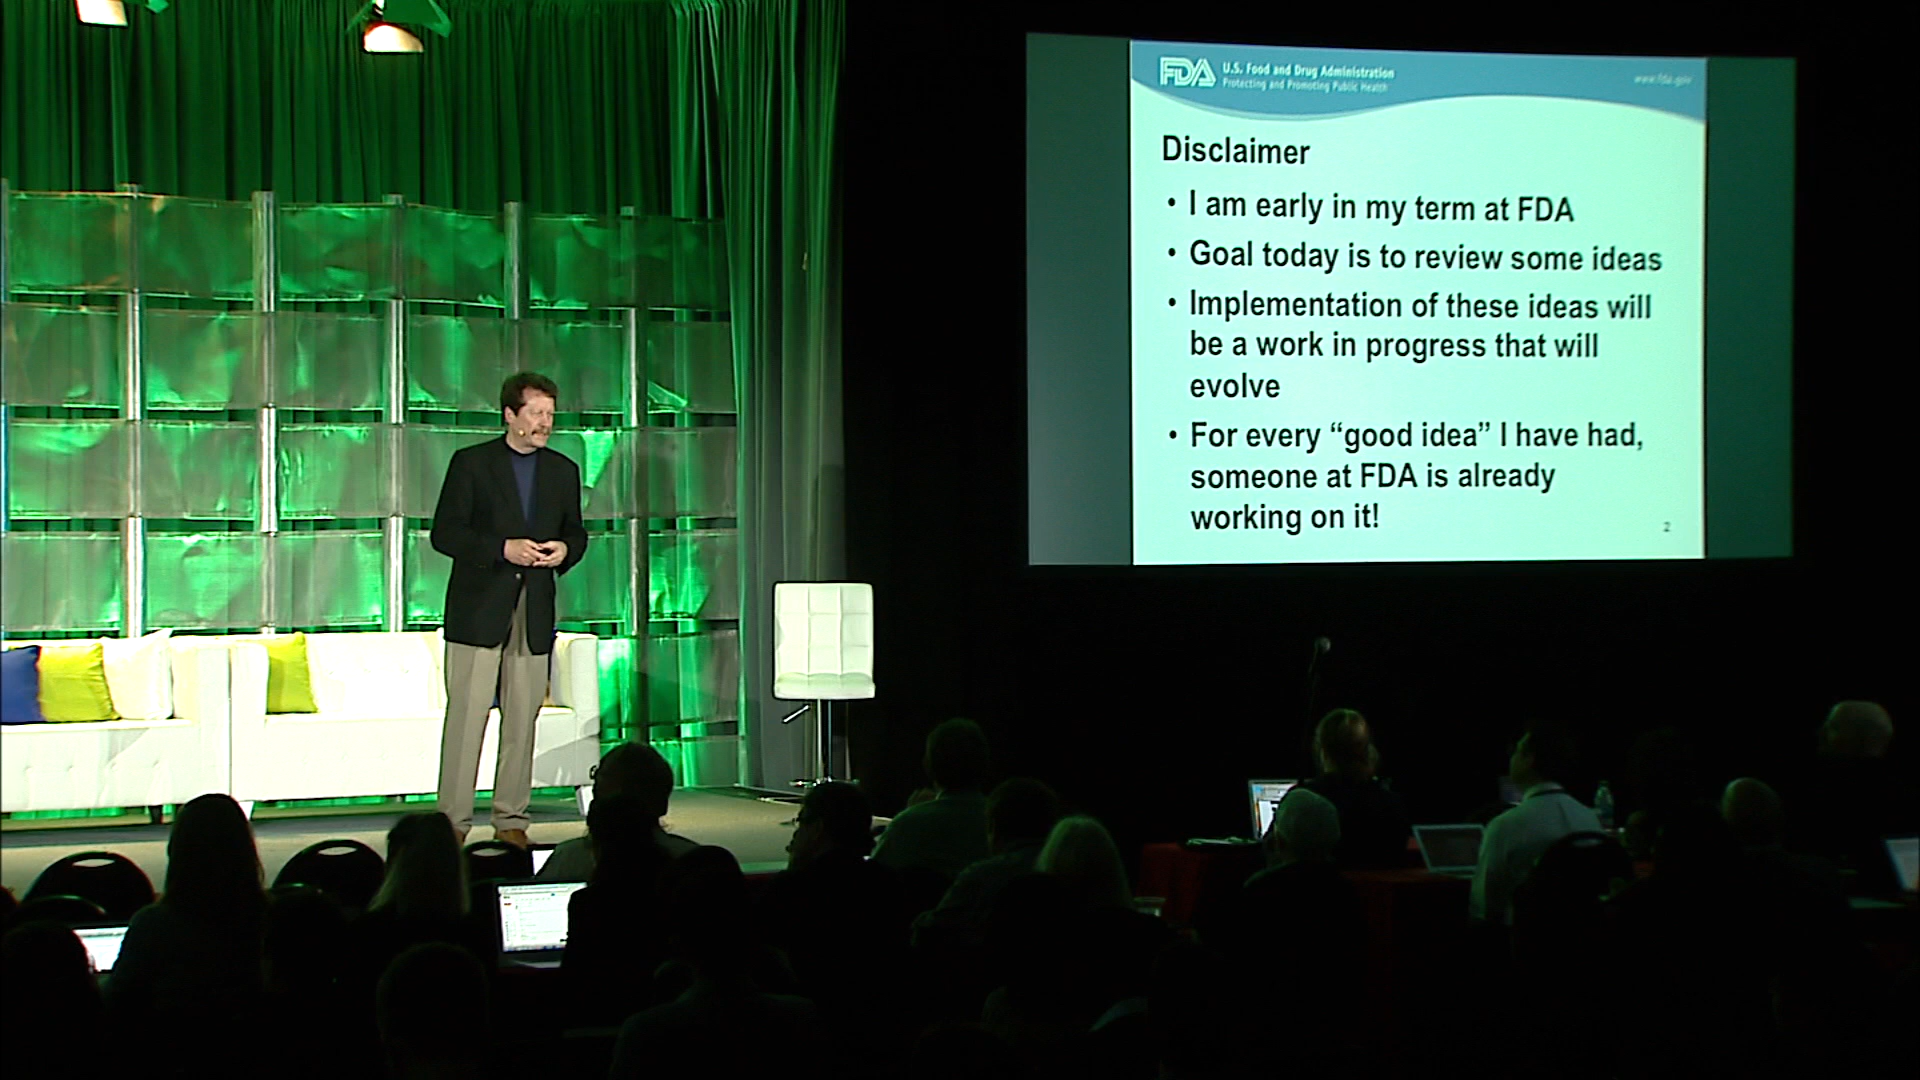 FDA U.S. Food and Drug Administration
Protecting and Promoting Public Health
www.fda.gov
Disclaimer
• I am early in my term at FDA
• Goal today is to review some ideas
• Implementation of these ideas will
be a work in progress that will
evolve
• For every “good idea” I have had,
someone at FDA is already
working on it!
2